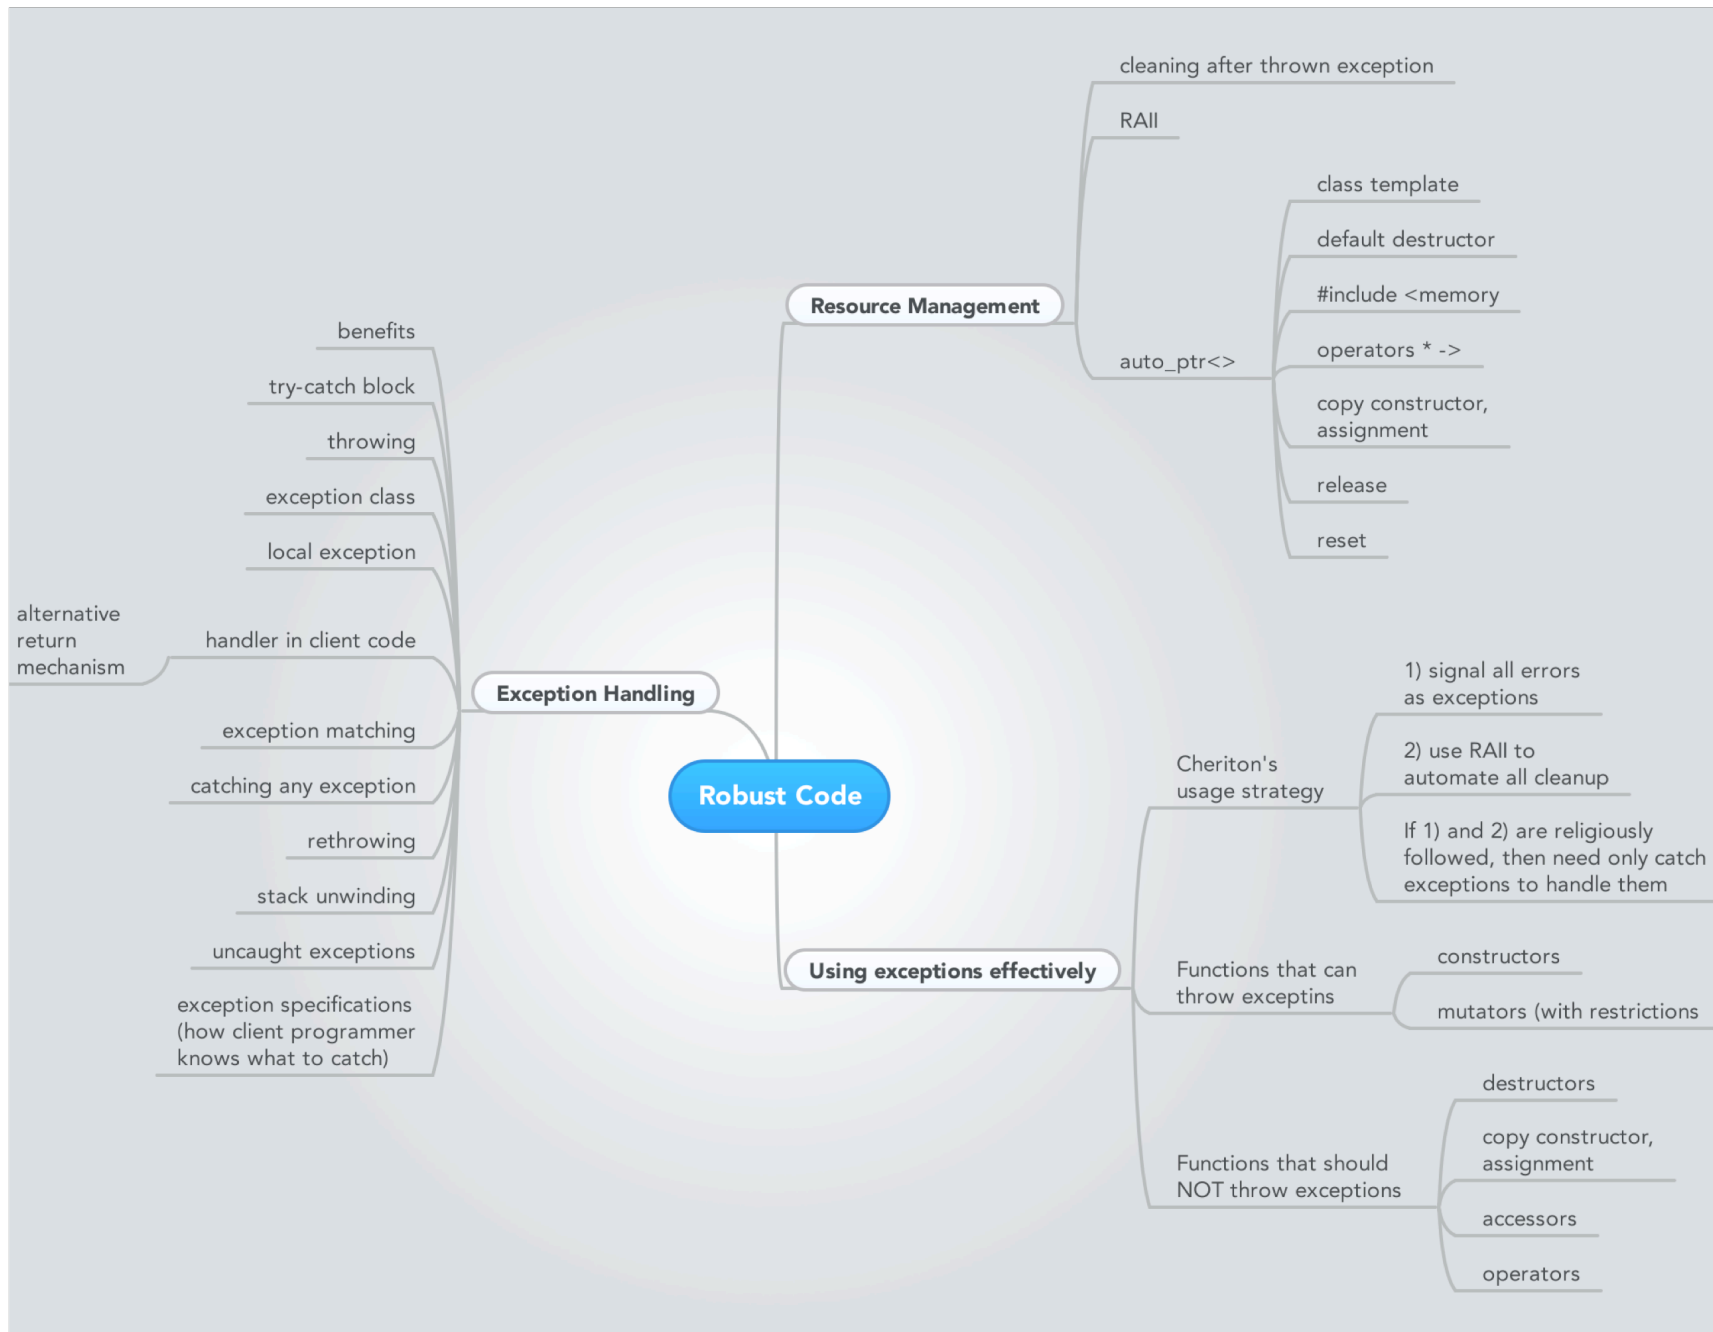 cleaning after thrown exception
RAII
class template
default destructor
#include <memory
operators * ->
copy constructor,
assignment
release
reset
auto_ptr<>
Resource Management
benefits
try-catch block
throwing
exception class
local exception
alternative
return
mechanism
handler in client code
exception matching
catching any exception
rethrowing
stack unwinding
uncaught exceptions
exception specifications
(how client programmer
knows what to catch)
Exception Handling
Robust Code
Using exceptions effectively
Cheriton's
usage strategy
1) signal all errors
as exceptions
2) use RAII to
automate all cleanup
If 1) and 2) are religiously
followed, then need only catch
exceptions to handle them
Functions that can
throw exceptins
constructors
mutators (with restrictions
Functions that should
NOT throw exceptions
destructors
copy constructor,
assignment
accessors
operators